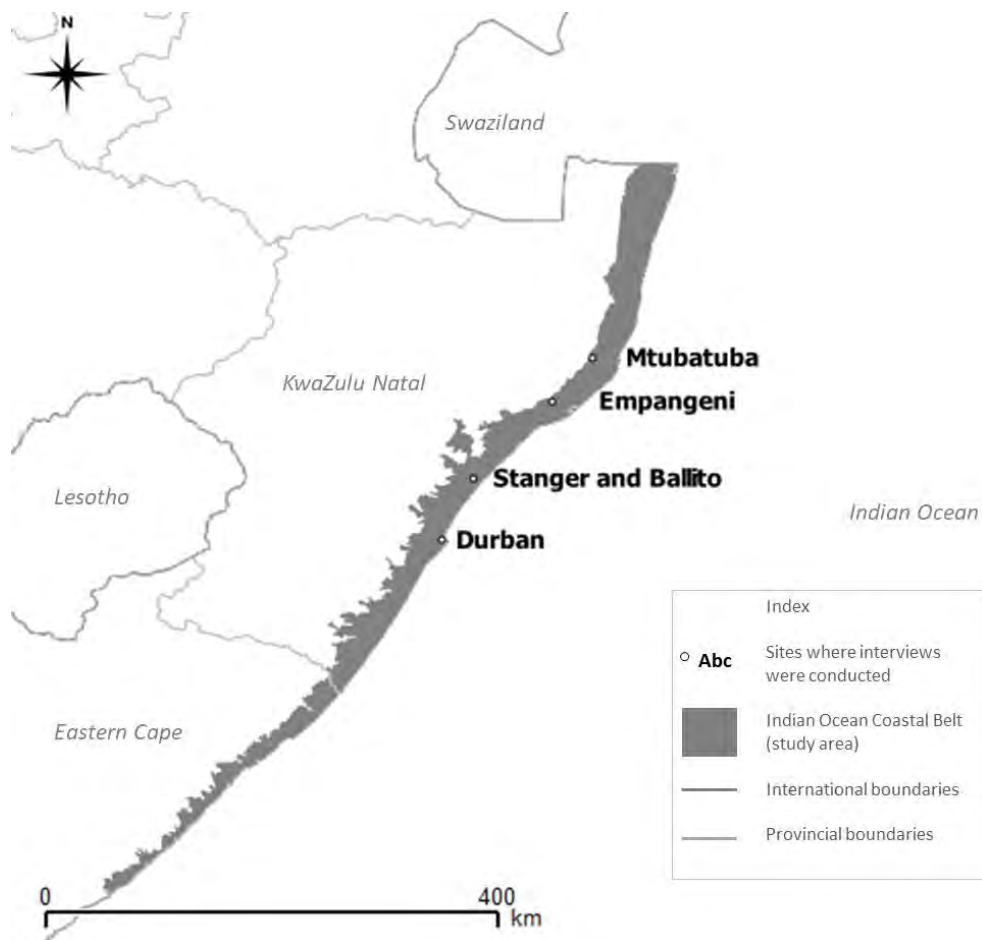 N
Swaziland
Mtubatuba
KwaZulu Natal
Empangeni
Stanger and Ballito
Lesotho
Indian Ocean
Durban
Index
Abc
Sites where interviews
were conducted
Indian Ocean Coastal Belt
(study area)
Eastern Cape
International boundaries
Provincial boundaries
0
400
km